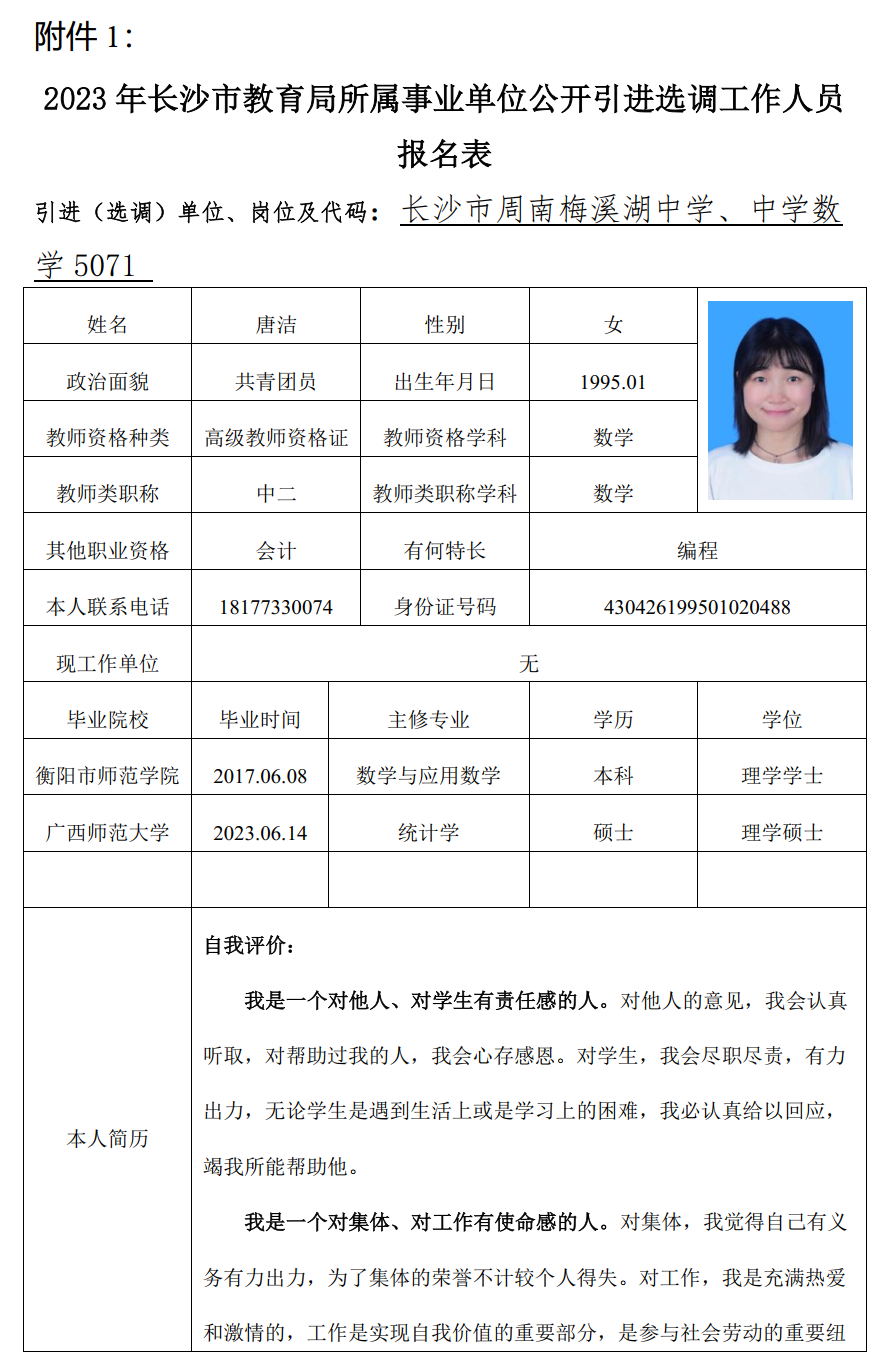 附件 1：
2023 年长沙市教育局所属事业单位公开引进选调工作人员
报名表
引进（选调）单位、岗位及代码：长沙市周南梅溪湖中学、中学数
学 5071
姓名 唐洁 性别 女
政治面貌 共青团员 出生年月日 1995.01
教师资格种类 高级教师资格证 教师资格学科 数学
教师类职称 中二 教师类职称学科 数学
其他职业资格 会计 有何特长 编程
本人联系电话 18177330074 身份证号码 430426199501020488
现工作单位 无
毕业院校 毕业时间 主修专业 学历 学位
衡阳市师范学院 2017.06.08 数学与应用数学 本科 理学学士
广西师范大学 2023.06.14 统计学 硕士 理学硕士
本人简历
自我评价：
我是一个对他人、对学生有责任感的人。对他人的意见，我会认真
听取，对帮助过我的人，我会心存感恩。对学生，我会尽职尽责，有力
出力，无论学生是遇到生活上或是学习上的困难，我必认真给以回应，
竭我所能帮助他。
我是一个对集体、对工作有使命感的人。对集体，我觉得自己有义
务有力出力，为了集体的荣誉不计较个人得失。对工作，我是充满热爱
和激情的，工作是实现自我价值的重要部分，是参与社会劳动的重要纽